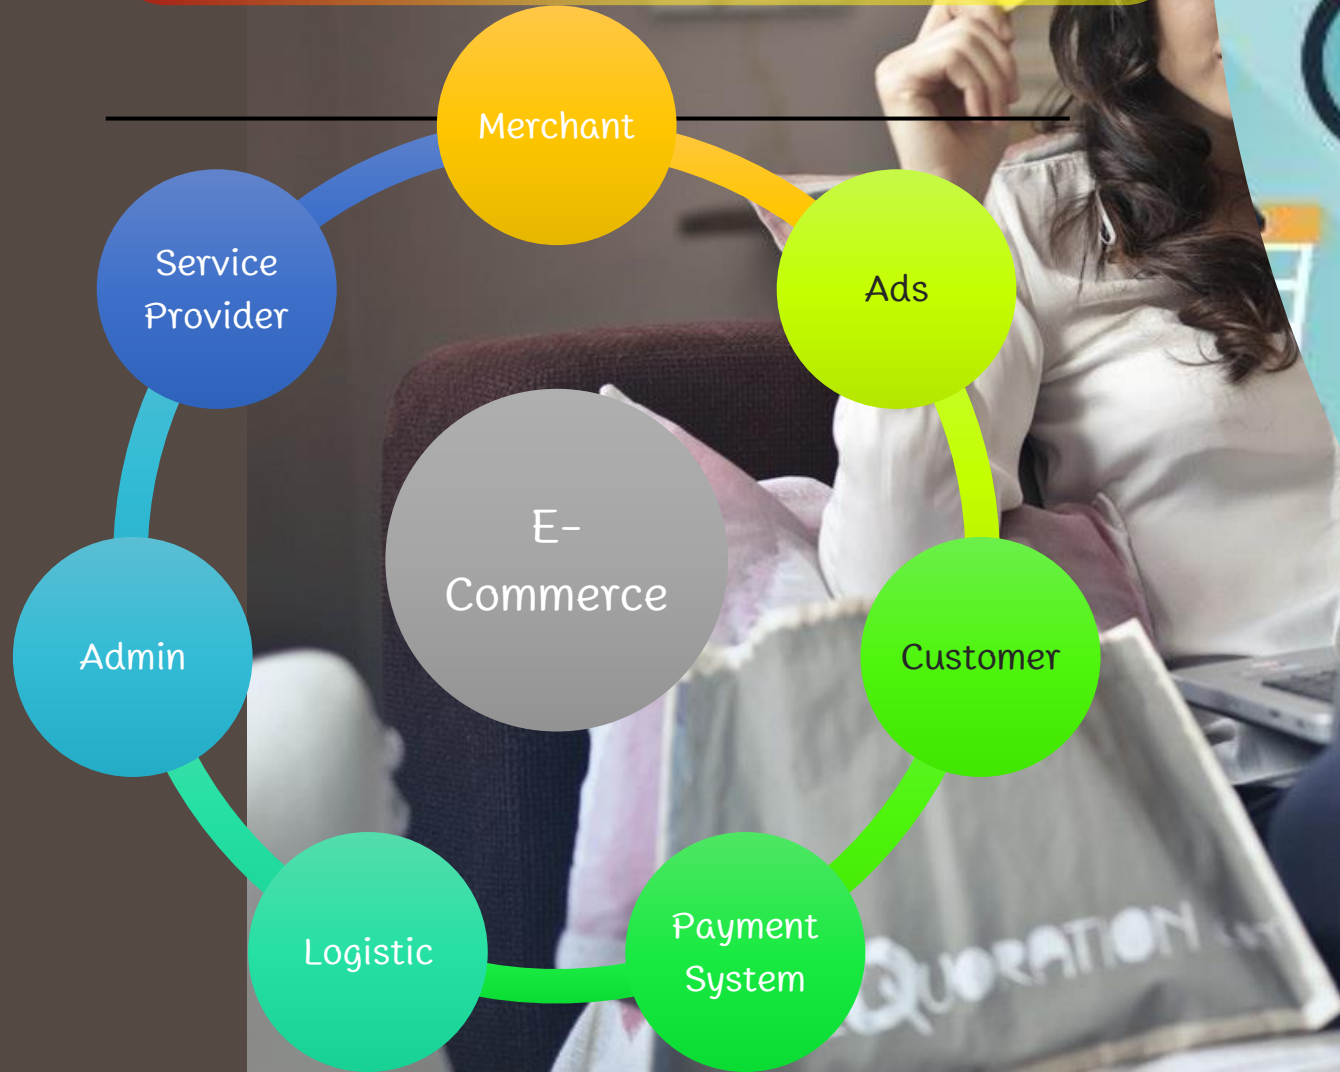 Merchant
Ads
Customer
Payment
System
Logistic
Admin
Service
Provider
E-
Commerce